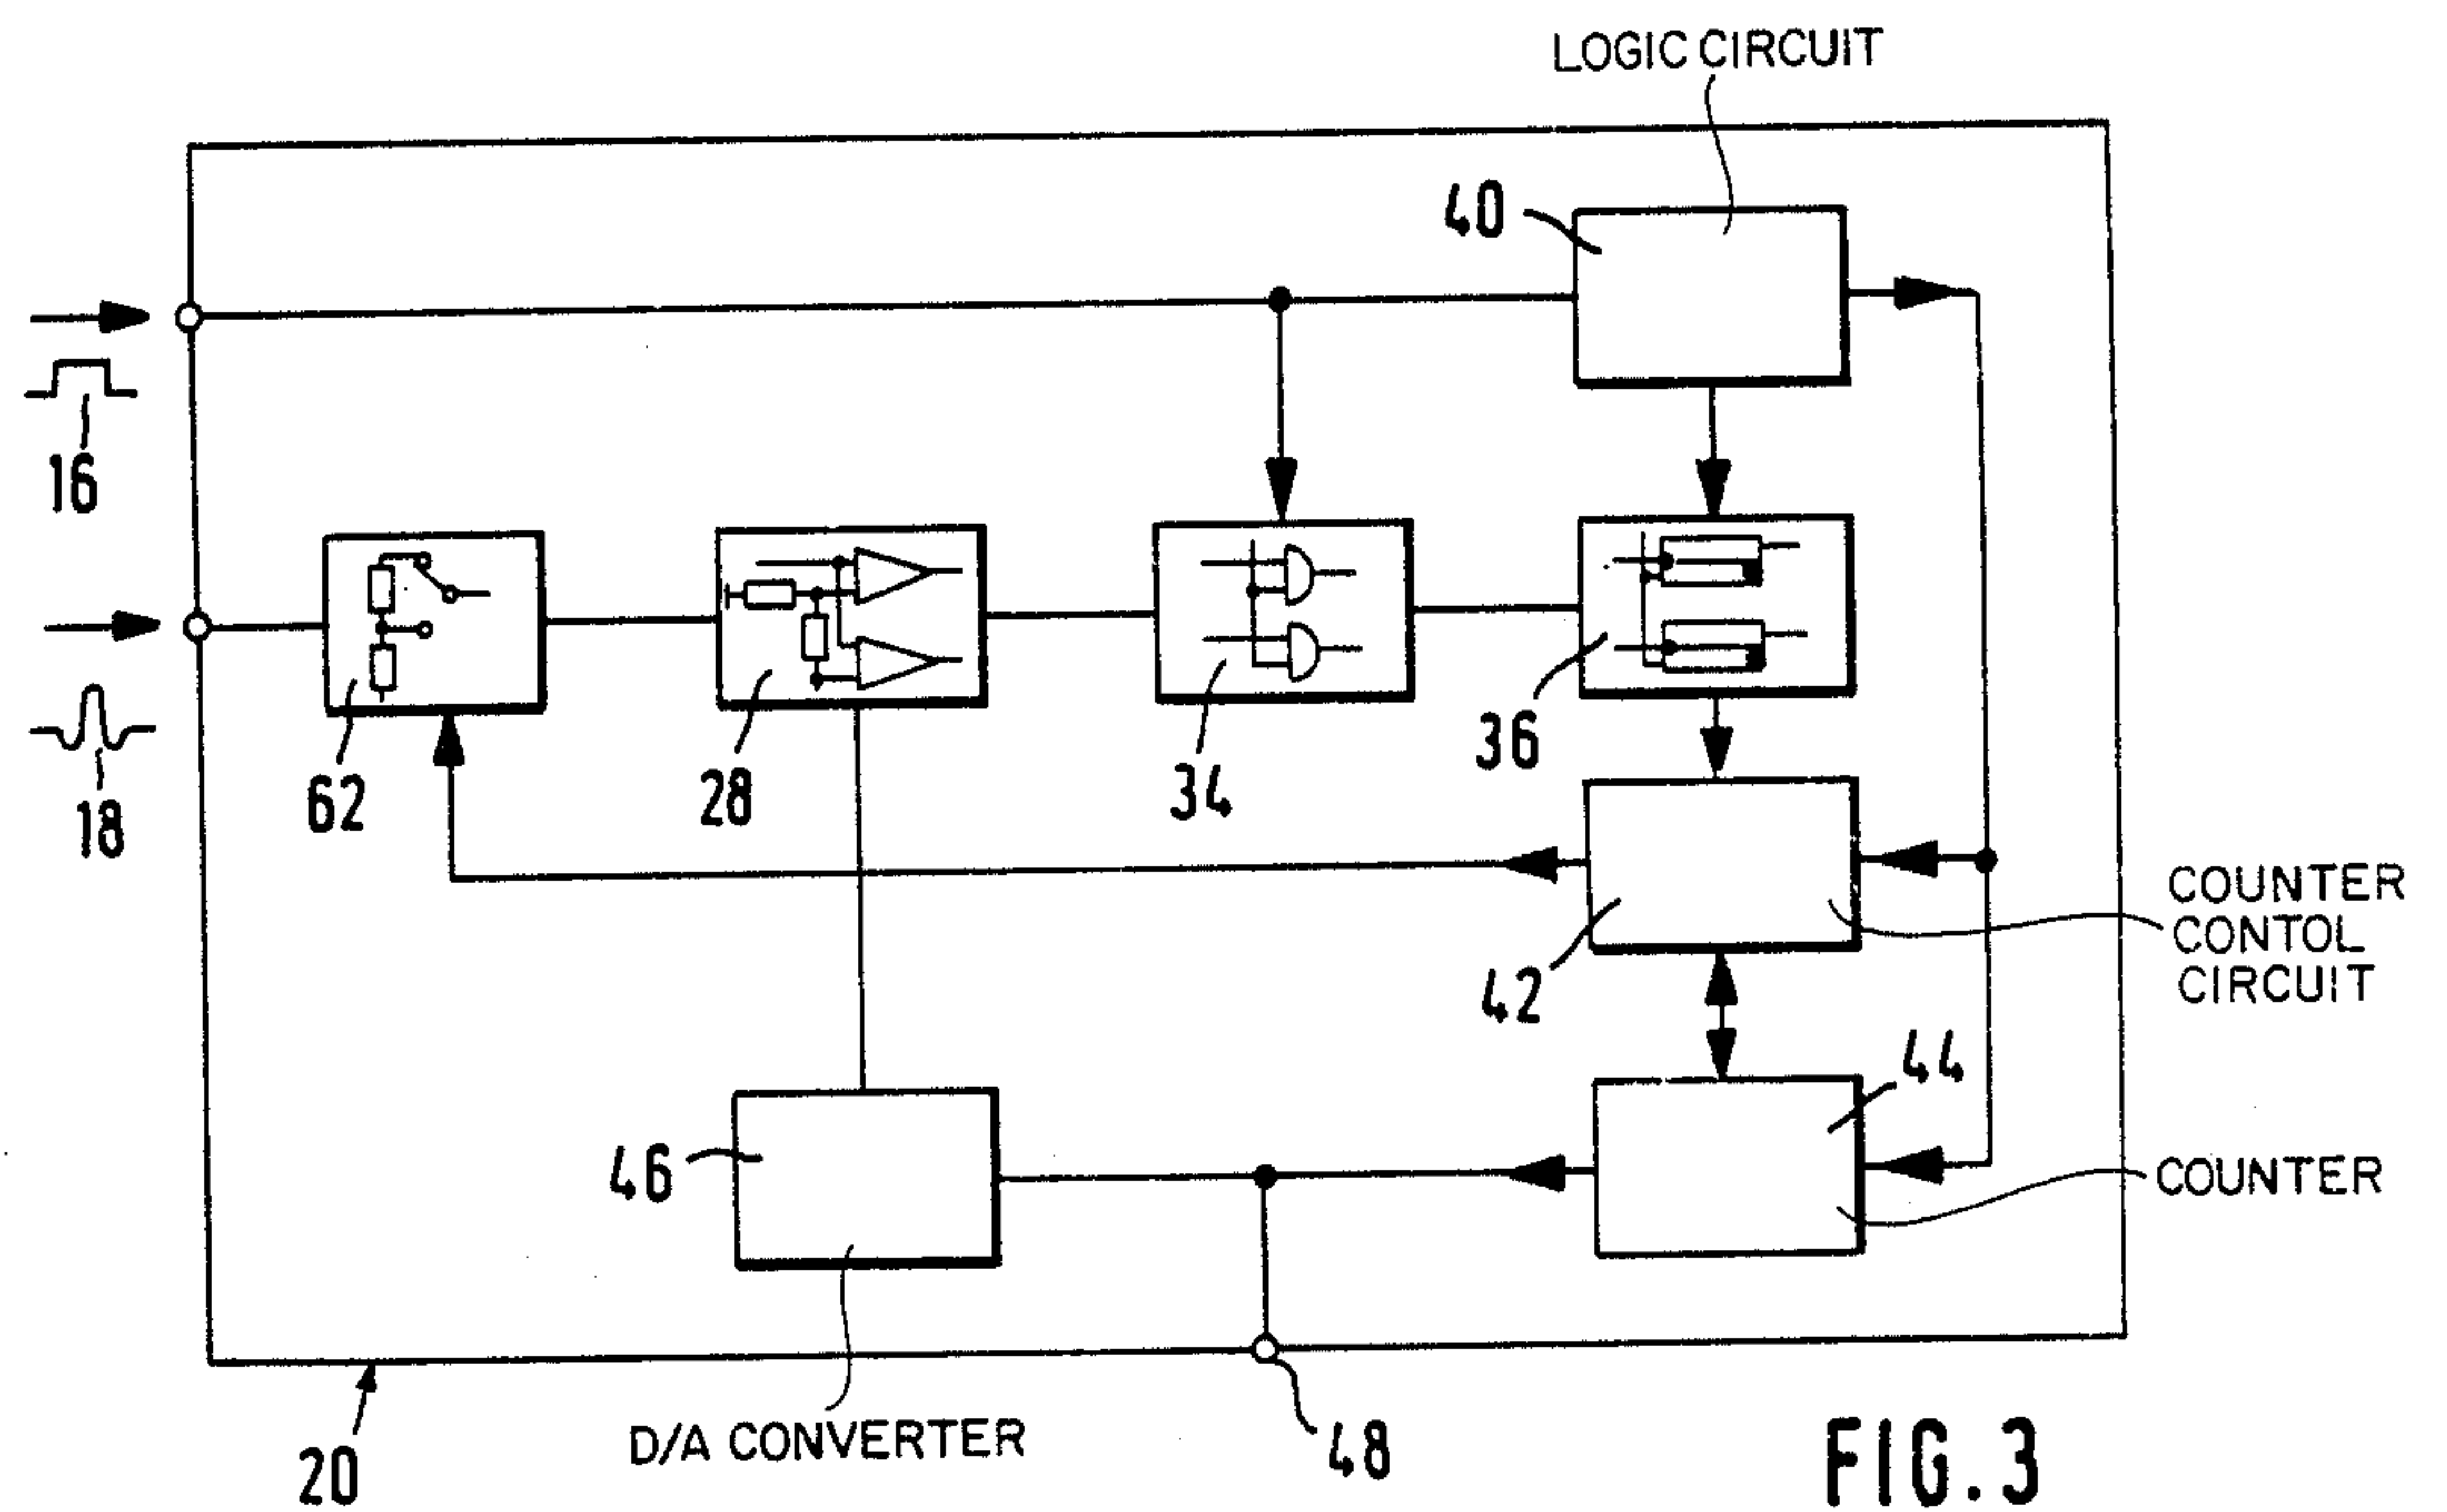 LOGIC CIRCUIT
40
16
36
62
28
34
18
COUNTER
CONTOL
CIRCUIT
42
44
46
COUNTER
D/A CONVERTER
48
20
FIG. 3